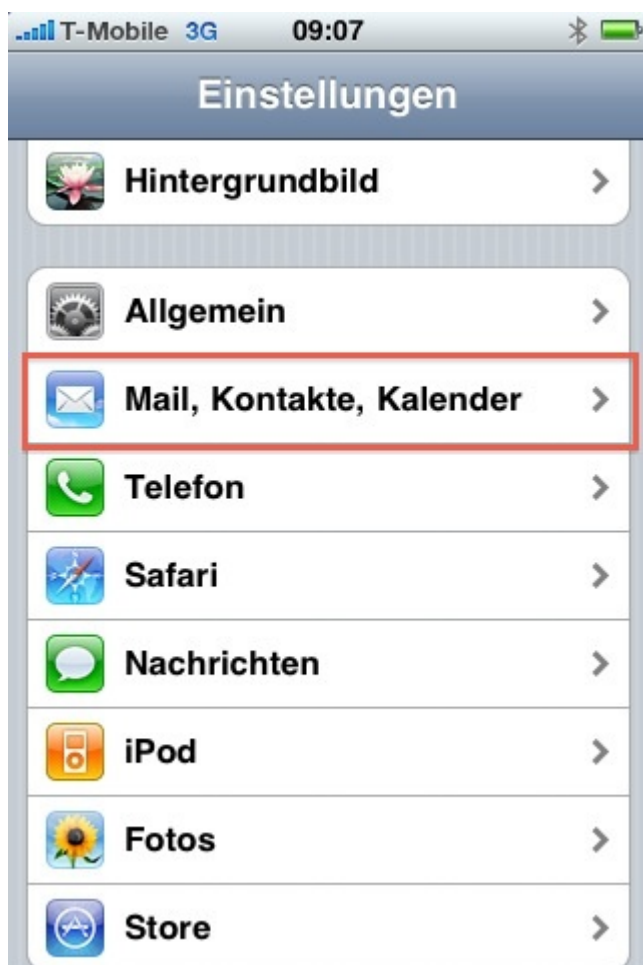 T-Mobile 3G 09:07
Einstellungen
Hintergrundbild
Allgemein
Mail, Kontakte, Kalender
Telefon
Safari
Nachrichten
iPod
Fotos
Store